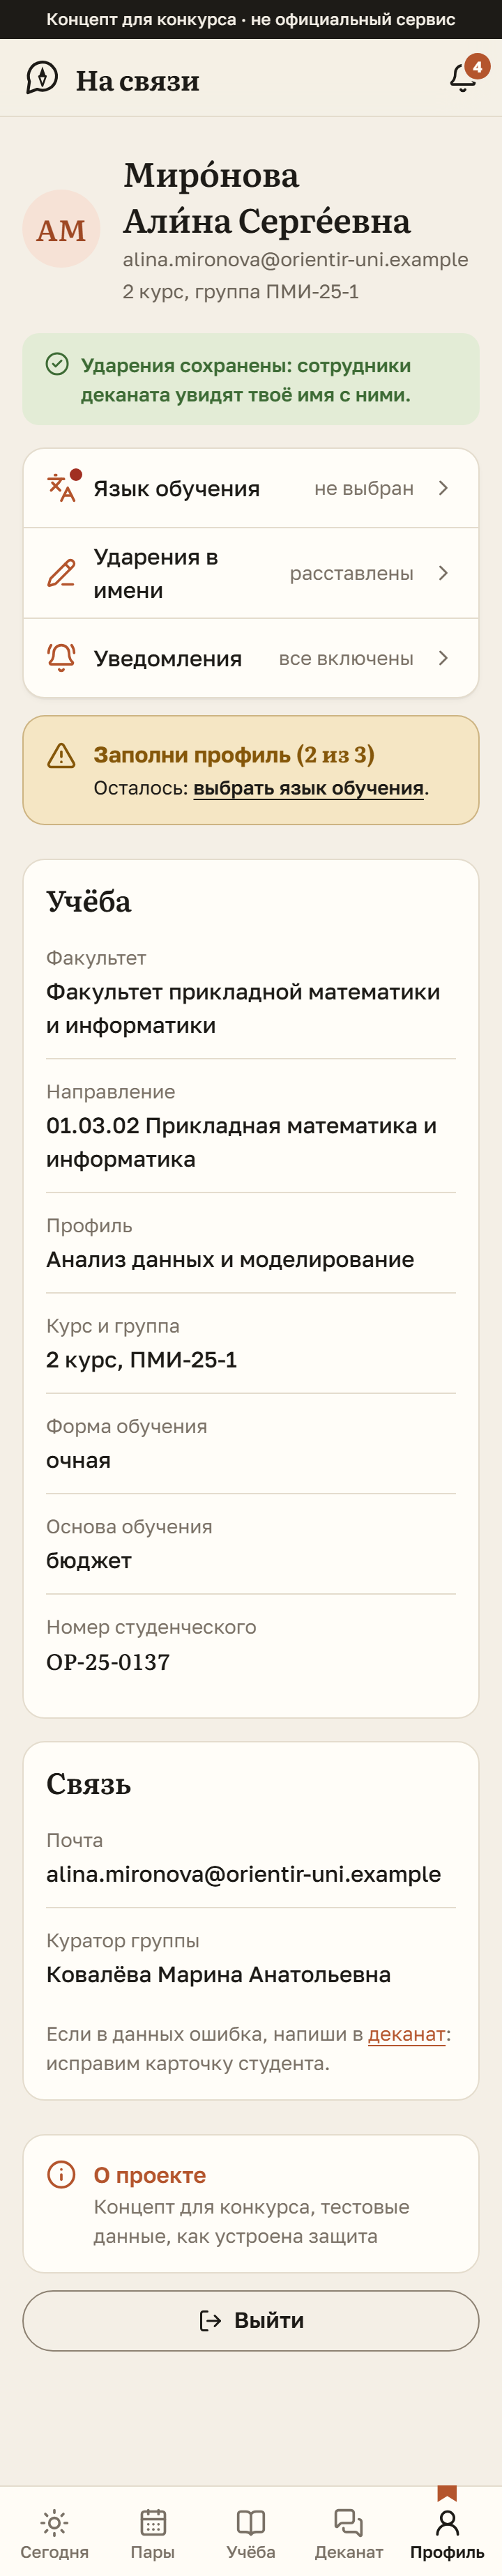 Концепт для конкурса · не официальный сервис
На связи
4
Миро́нова
АМ
Али́на Серге́евна
alina.mironova@orientir-uni.example
2 курс, группа ПМИ-25-1
Ударения сохранены: сотрудники
деканата увидят твоё имя с ними.
Язык обучения не выбран
Ударения в
имени
расставлены
Уведомления все включены
Заполни профиль (2 из 3)
Осталось: выбрать язык обучения.
Учёба
Факультет
Факультет прикладной математики
и информатики
Направление
01.03.02 Прикладная математика и
информатика
Профиль
Анализ данных и моделирование
Курс и группа
2 курс, ПМИ-25-1
Форма обучения
очная
Основа обучения
бюджет
Номер студенческого
ОР-25-0137
Связь
Почта
alina.mironova@orientir-uni.example
Куратор группы
Ковалёва Марина Анатольевна
Если в данных ошибка, напиши в деканат:
исправим карточку студента.
О проекте
Концепт для конкурса, тестовые
данные, как устроена защита
Выйти
Сегодня Пары Учёба Деканат Профиль